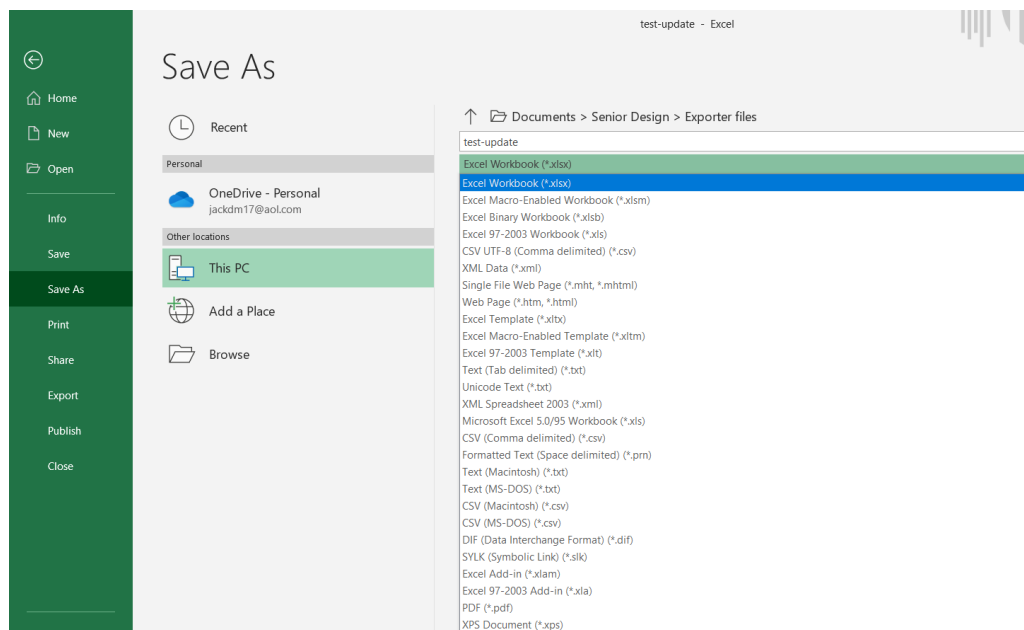 test-update - Excel
Home
New
Open
Info
Save
Save As
Print
Share
Export
Publish
Close
Save As
Recent
Personal
OneDrive - Personal
jackdm17@aol.com
Other locations
This PC
Add a Place
Browse
Documents > Senior Design > Exporter files
test-update
Excel Workbook (*.xlsx)
Excel Workbook (*.xlsx)
Excel Macro-Enabled Workbook (*.xlsm)
Excel Binary Workbook (*.xlsb)
Excel 97-2003 Workbook (*.xls)
CSV UTF-8 (Comma delimited) (*.csv)
XML Data (*.xml)
Single File Web Page (*.mht, *.mhtml)
Web Page (*.htm, *.html)
Excel Template (*.xltx)
Excel Macro-Enabled Template (*.xltm)
Excel 97-2003 Template (*.xlt)
Text (Tab delimited) (*.txt)
Unicode Text (*.txt)
XML Spreadsheet 2003 (*.xml)
Microsoft Excel 5.0/95 Workbook (*.xls)
CSV (Comma delimited) (*.csv)
Formatted Text (Space delimited) (*.prn)
Text (Macintosh) (*.txt)
Text (MS-DOS) (*.txt)
CSV (Macintosh) (*.csv)
CSV (MS-DOS) (*.csv)
DIF (Data Interchange Format) (*.dif)
SYLK (Symbolic Link) (*.slk)
Excel Add-in (*.xlam)
Excel 97-2003 Add-in (*.xla)
PDF (*.pdf)
XPS Document (*.xps)